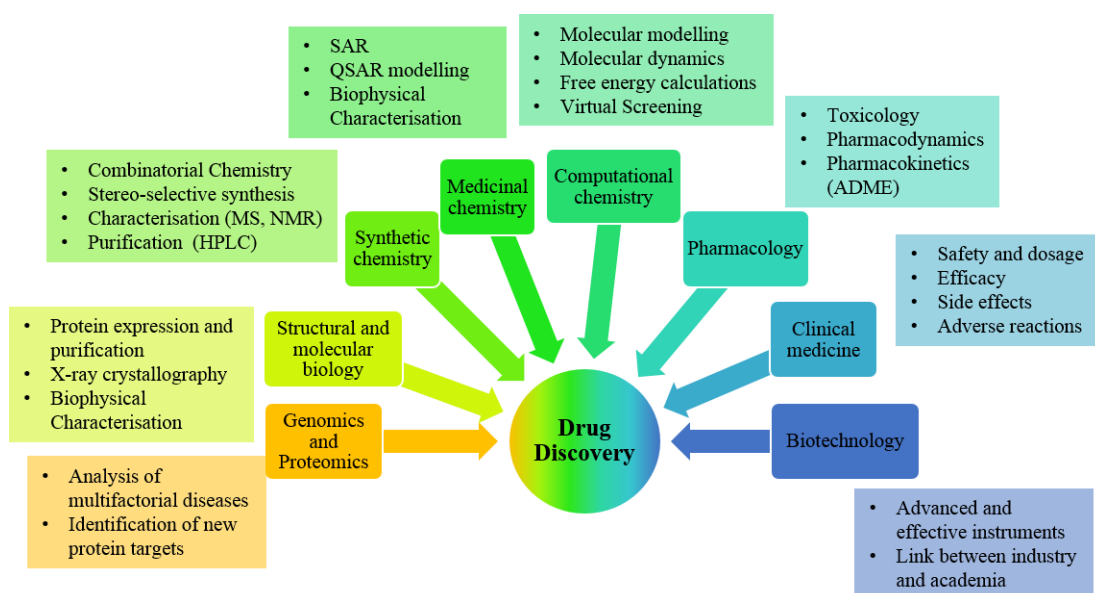 • SAR
• QSAR modelling
• Biophysical
Characterisation
• Molecular modelling
• Molecular dynamics
• Free energy calculations
• Virtual Screening
• Toxicology
• Pharmacodynamics
• Pharmacokinetics
(ADME)
• Combinatorial Chemistry
• Stereo-selective synthesis
• Characterisation (MS, NMR)
• Purification (HPLC)
Synthetic
chemistry
Medicinal
chemistry
Computational
chemistry
Pharmacology
• Safety and dosage
• Efficacy
• Side effects
• Adverse reactions
• Protein expression and
purification
• X-ray crystallography
• Biophysical
Characterisation
Structural and
molecular
biology
Clinical
medicine
Genomics
and
Proteomics
Drug
Discovery
Biotechnology
• Analysis of
multifactorial diseases
• Identification of new
protein targets
• Advanced and
effective instruments
• Link between industry
and academia